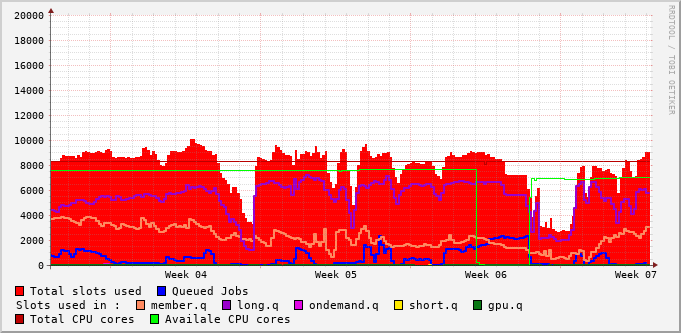 20000
18000
16000
14000
12000
10000
8000
6000
4000
2000
0
Week 04 Week 05 Week 06 Week 07
RRDTOOL / TOBI OETIKER
Total slots used Queued Jobs
Slots used in : member.q long.q ondemand.q short.q gpu.q
Total CPU cores Availale CPU cores